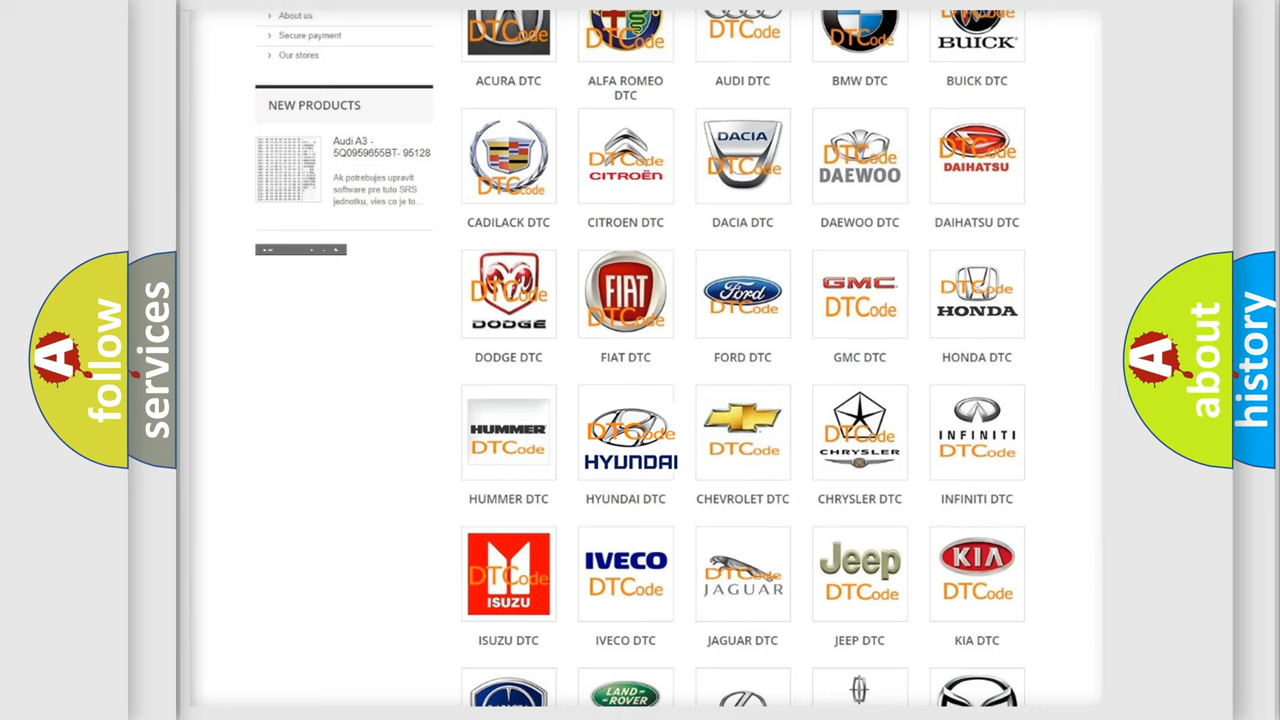 About us
Secure payment
Our stores
NEW PRODUCTS
Audi A3 -
5Q0959655BT- 95128
Ak potrebujes upravit
software pre tuto SRS
jednotku, vies co je to...
DTCode
DTCode
DTCode
DTCode
BUICK
ACURA DTC
ALFA ROMEO
DTC
AUDI DTC
BMW DTC
BUICK DTC
DTCode
DTCode
CITROËN
DACIA
DTCode
DTCode
DAEWOO
DTCode
DAIHATSU
CADILACK DTC
CITROEN DTC
DACIA DTC
DAEWOO DTC
DAIHATSU DTC
DTCode
DODGE
FIAT
DTCode
Ford
DTCode
GMC
DTCode
DTCode
HONDA
DODGE DTC
FIAT DTC
FORD DTC
GMC DTC
HONDA DTC
HUMMER
DTCode
DTCode
HYUNDAI
DTCode
DTCode
CHRYSLER
INFINITI
DTCode
HUMMER DTC
HYUNDAI DTC
CHEVROLET DTC
CHRYSLER DTC
INFINITI DTC
DTCode
ISUZU
IVECO
DTCode
DTCode
JAGUAR
Jeep
DTCode
KIA
DTCode
ISUZU DTC
IVECO DTC
JAGUAR DTC
JEEP DTC
KIA DTC
LAND-
ROVER
A
follow
services
A
about
history